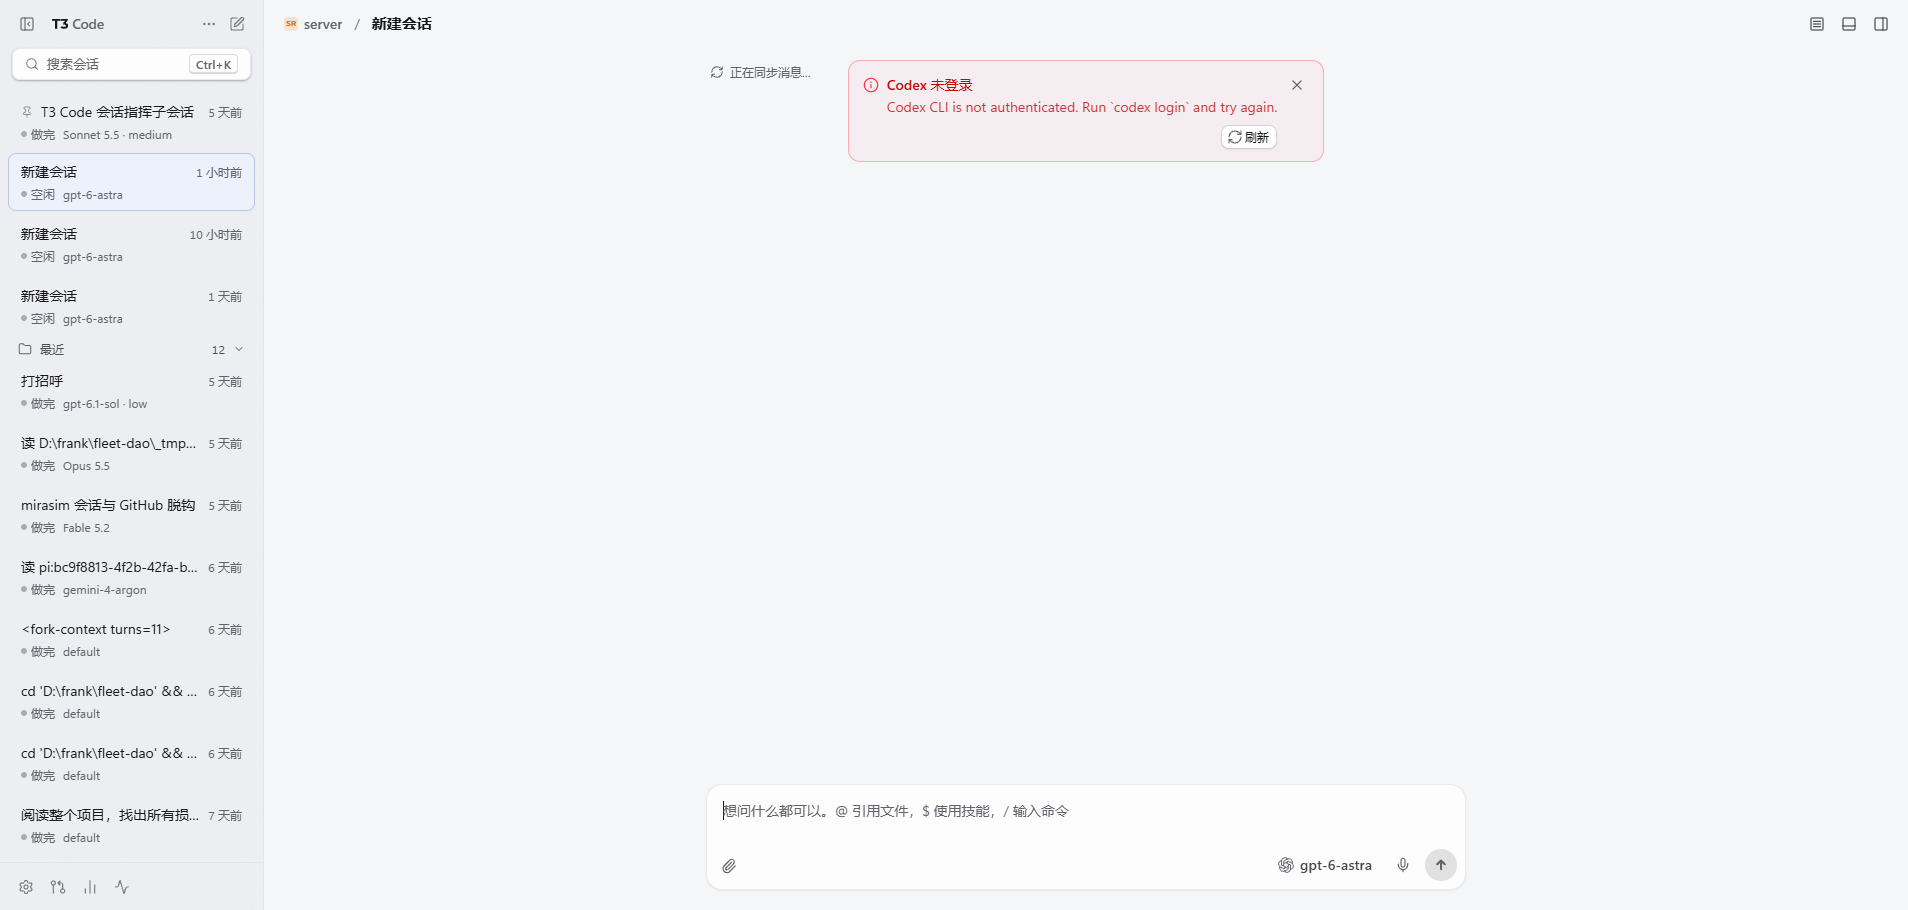 T3 Code
搜索会话
Ctrl+K
T3 Code 会话指挥子会话 5 天前
做完 Sonnet 5.5 · medium
新建会话 1 小时前
空闲 gpt-6-astra
新建会话 10 小时前
空闲 gpt-6-astra
新建会话 1 天前
空闲 gpt-6-astra
最近 12
打招呼 5 天前
做完 gpt-6.1-sol · low
读 D:\frank\fleet-dao\_tmp... 5 天前
做完 Opus 5.5
mirasim 会话与 GitHub 脱钩 5 天前
做完 Fable 5.2
读 pi:bc9f8813-4f2b-42fa-b... 6 天前
做完 gemini-4-argon
<fork-context turns=11> 6 天前
做完 default
cd 'D:\frank\fleet-dao' && ... 6 天前
做完 default
cd 'D:\frank\fleet-dao' && ... 6 天前
做完 default
阅读整个项目，找出所有损... 7 天前
做完 default
SR server / 新建会话
正在同步消息...
Codex 未登录
Codex CLI is not authenticated. Run `codex login` and try again.
刷新
想问什么都可以。@ 引用文件，$ 使用技能，/ 输入命令
gpt-6-astra